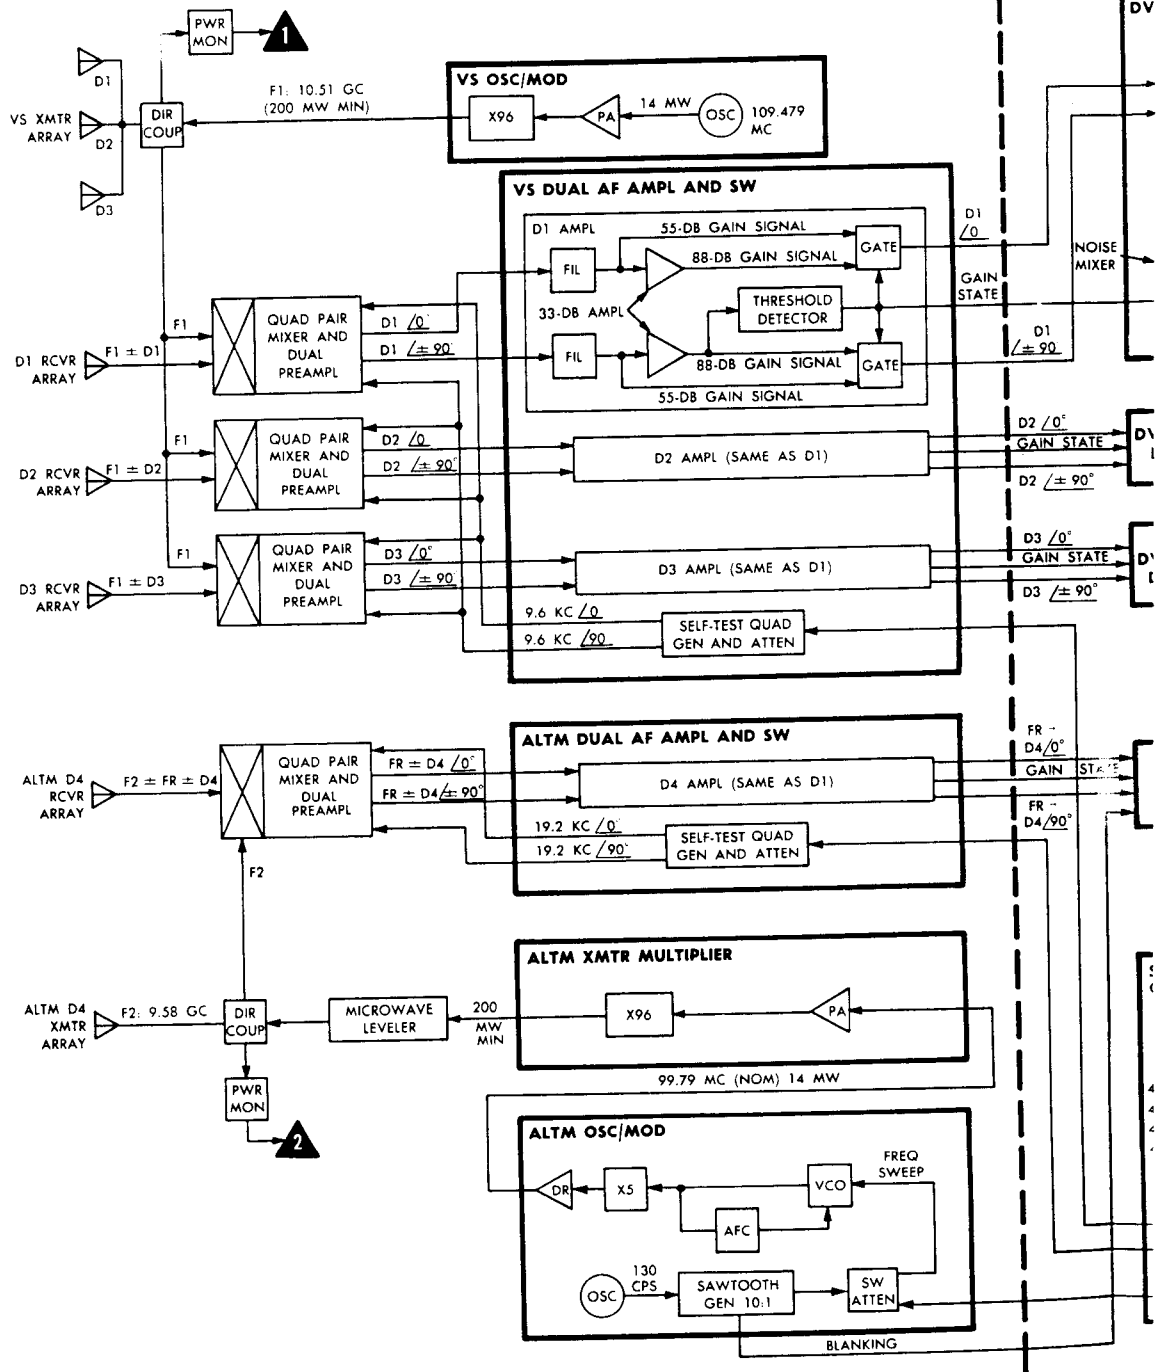 PWR
MON
1
DV
D1
VS XMTR
ARRAY
D2
D3
DIR
COUP
F1: 10.51 GC
(200 MW MIN)
VS OSC/MOD
X96
PA
14 MW
OSC
109.479
MC
VS DUAL AF AMPL AND SW
D1 AMPL
FIL
55-DB GAIN SIGNAL
88-DB GAIN SIGNAL
GATE
33-DB AMPL
THRESHOLD
DETECTOR
FIL
88-DB GAIN SIGNAL
55-DB GAIN SIGNAL
GATE
D1
/0
GAIN
STATE
D1
/±90
NOISE
MIXER
F1
D1 RCVR
ARRAY
F1 ± D1
QUAD PAIR
MIXER AND
DUAL
PREAMPL
D1 /0°
D1 /±90°
F1
D2 RCVR
ARRAY
F1 ± D2
QUAD PAIR
MIXER AND
DUAL
PREAMPL
D2 /0
D2 /±90°
D2 AMPL (SAME AS D1)
D2 /0°
GAIN STATE
D2 /±90°
DV
L
F1
D3 RCVR
ARRAY
F1 ± D3
QUAD PAIR
MIXER AND
DUAL
PREAMPL
D3 /0°
D3 /±90
D3 AMPL (SAME AS D1)
D3 /0°
GAIN STATE
D3 /±90°
9.6 KC /0
9.6 KC /90
SELF-TEST QUAD
GEN AND ATTEN
ALTM DUAL AF AMPL AND SW
ALTM D4
RCVR
ARRAY
F2 ± FR ± D4
QUAD PAIR
MIXER AND
DUAL
PREAMPL
FR ± D4 /0°
FR ± D4/±90°
D4 AMPL (SAME AS D1)
FR -
D4/0°
GAIN STATE
FR -
D4/90°
19.2 KC /0°
19.2 KC /90°
SELF-TEST QUAD
GEN AND ATTEN
F2
ALTM XMTR MULTIPLIER
ALTM D4
XMTR
ARRAY
F2: 9.58 GC
DIR
COUP
MICROWAVE
LEVELER
200
MW
MIN
X96
PA
PWR
MON
2
99.79 MC (NOM) 14 MW
ALTM OSC/MOD
DR
X5
VCO
FREQ
SWEEP
AFC
OSC
130
CPS
SAWTOOTH
GEN 10:1
SW
ATTEN
BLANKING